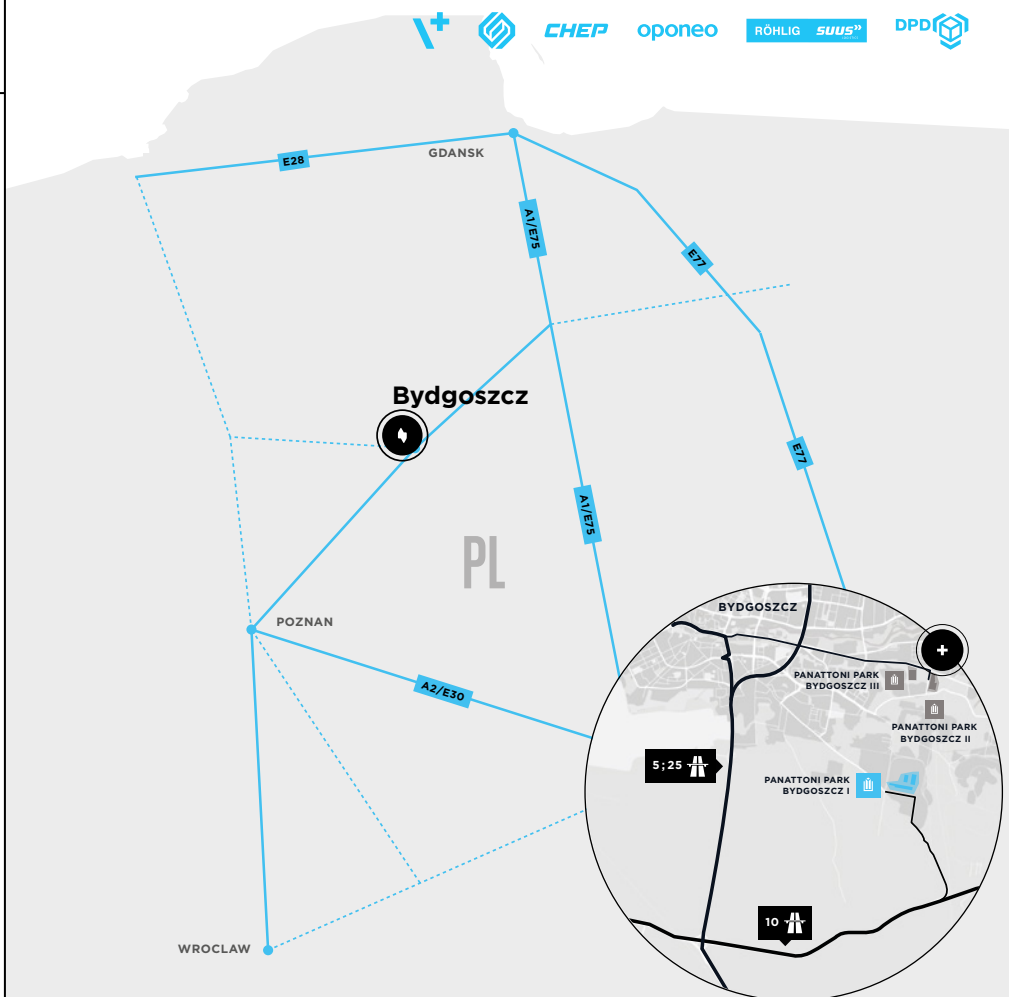 CHEP
oponeo
RÖHLIG SUUS
DPD
E28
GDANSK
A1/E75
E77
Bydgoszcz
E77
A1/E75
PL
BYDGOSZCZ
POZNAN
PANATTONI PARK
BYDGOSZCZ III
A2/E30
PANATTONI PARK
BYDGOSZCZ II
5;25
PANATTONI PARK
BYDGOSZCZ I
10
WROCLAW